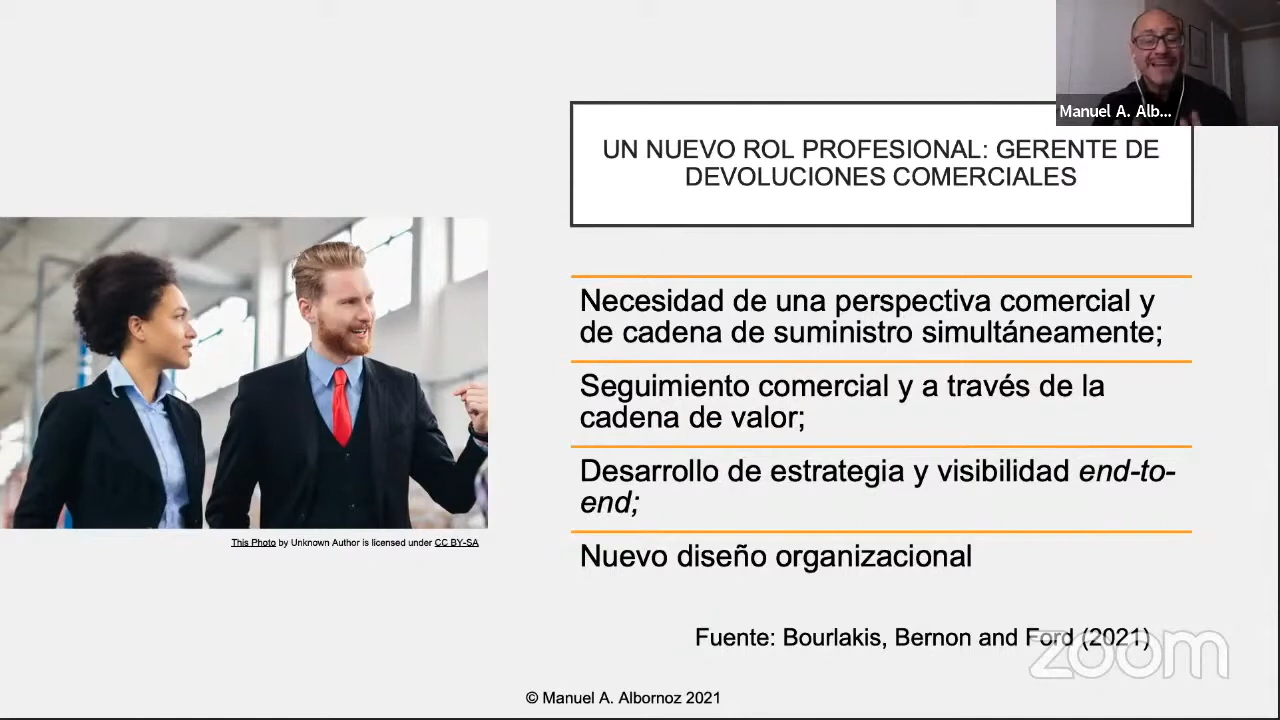 Manuel A. Alb...
UN NUEVO ROL PROFESIONAL: GERENTE DE
DEVOLUCIONES COMERCIALES
Necesidad de una perspectiva comercial y
de cadena de suministro simultáneamente;
Seguimiento comercial y a través de la
cadena de valor;
Desarrollo de estrategia y visibilidad end-to-
end;
Nuevo diseño organizacional
This Photo by Unknown Author is licensed under CC BY-SA
Fuente: Bourlakis, Bernon and Ford (2021)
zoom
© Manuel A. Albornoz 2021